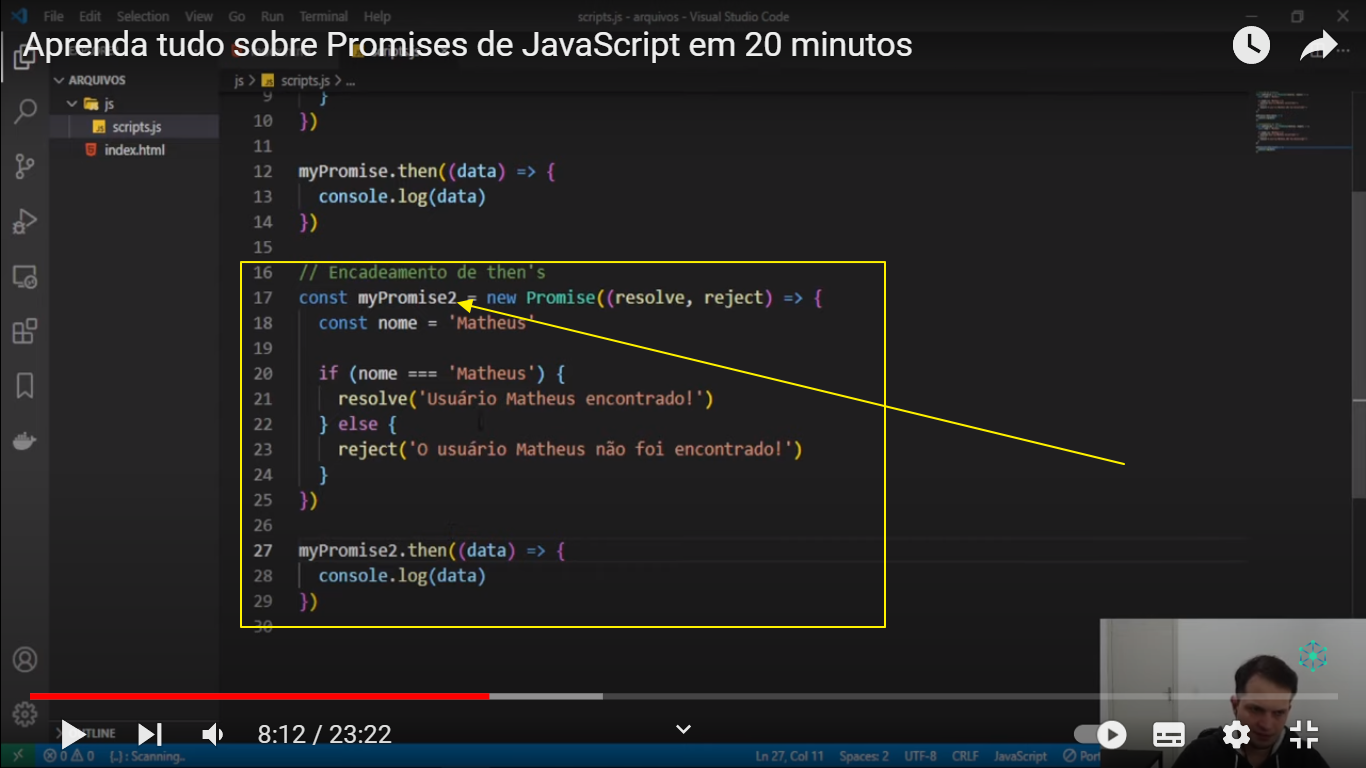 File Edit Selection View Go Run Terminal Help
scripts.js - arquivos - Visual Studio Code
Aprenda tudo sobre Promises de JavaScript em 20 minutos
ARQUIVOS
js
scripts.js
index.html
js > scripts.js > ...
9 }
10 })
11
12 myPromise.then((data) => {
13 console.log(data)
14 })
15
16 // Encadeamento de then's
17 const myPromise2 = new Promise((resolve, reject) => {
18 const nome = 'Matheus'
19
20 if (nome === 'Matheus') {
21 resolve('Usuário Matheus encontrado!')
22 } else {
23 reject('O usuário Matheus não foi encontrado!')
24 }
25 })
26
27 myPromise2.then((data) => {
28 console.log(data)
29 })
30
8:12 / 23:22
0 0 {..} : Scanning..
Ln 27, Col 11 Spaces: 2 UTF-8 CRLF JavaScript